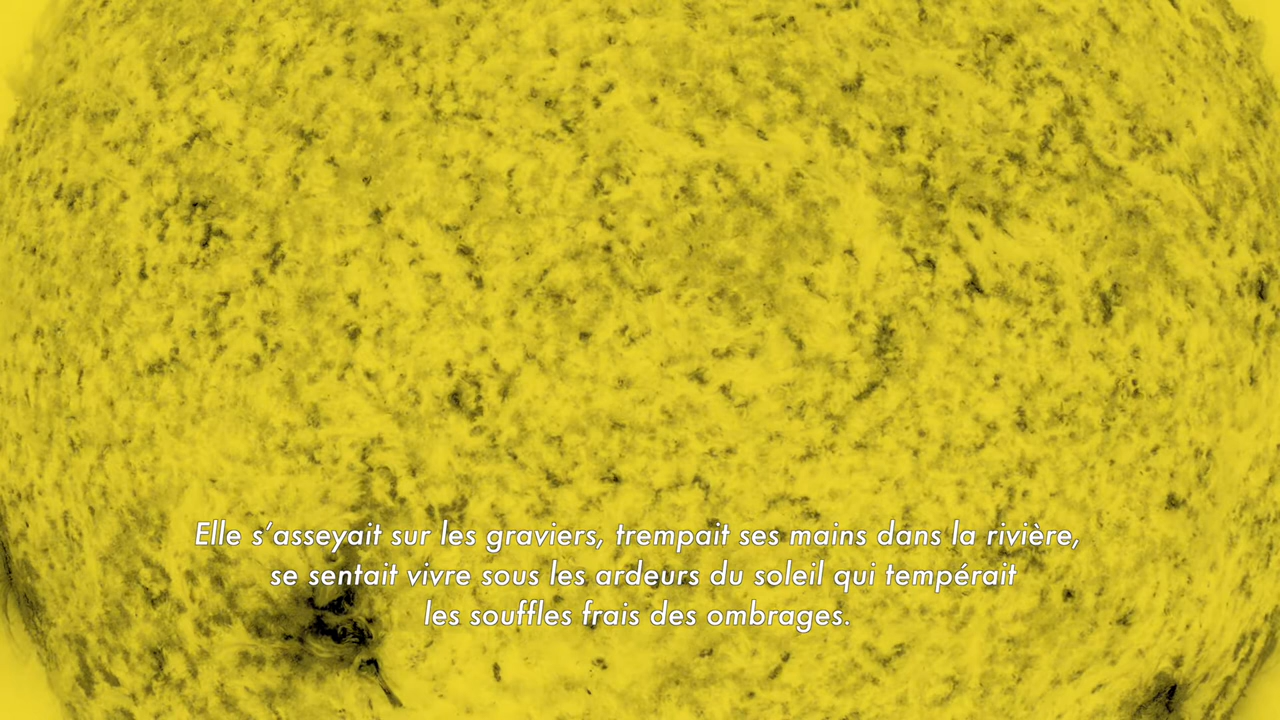 Elle s’asseyait sur les graviers, trempait ses mains dans la rivière,
se sentait vivre sous les ardeurs du soleil qui tempérait
les souffles frais des ombrages.